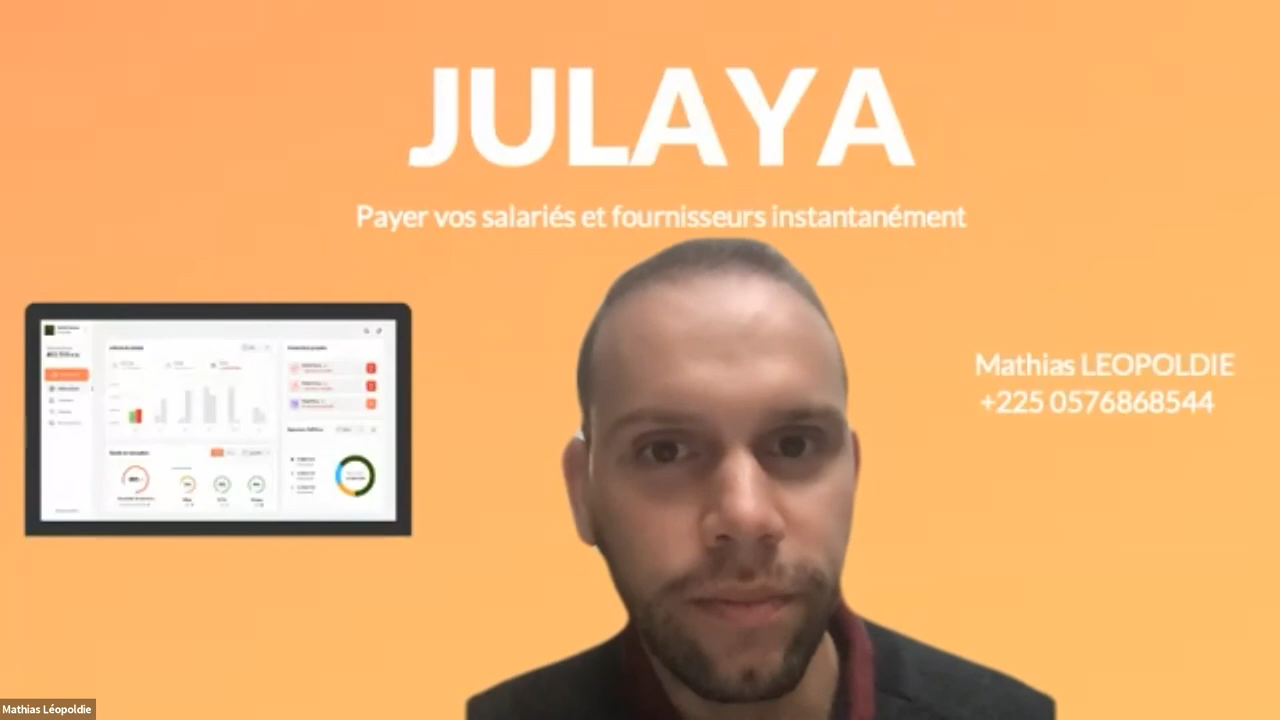 JULAYA
Payer vos salariés et fournisseurs instantanément
Mathias LEOPOLDIE
+225 0576868544
Mathias Léopoldie